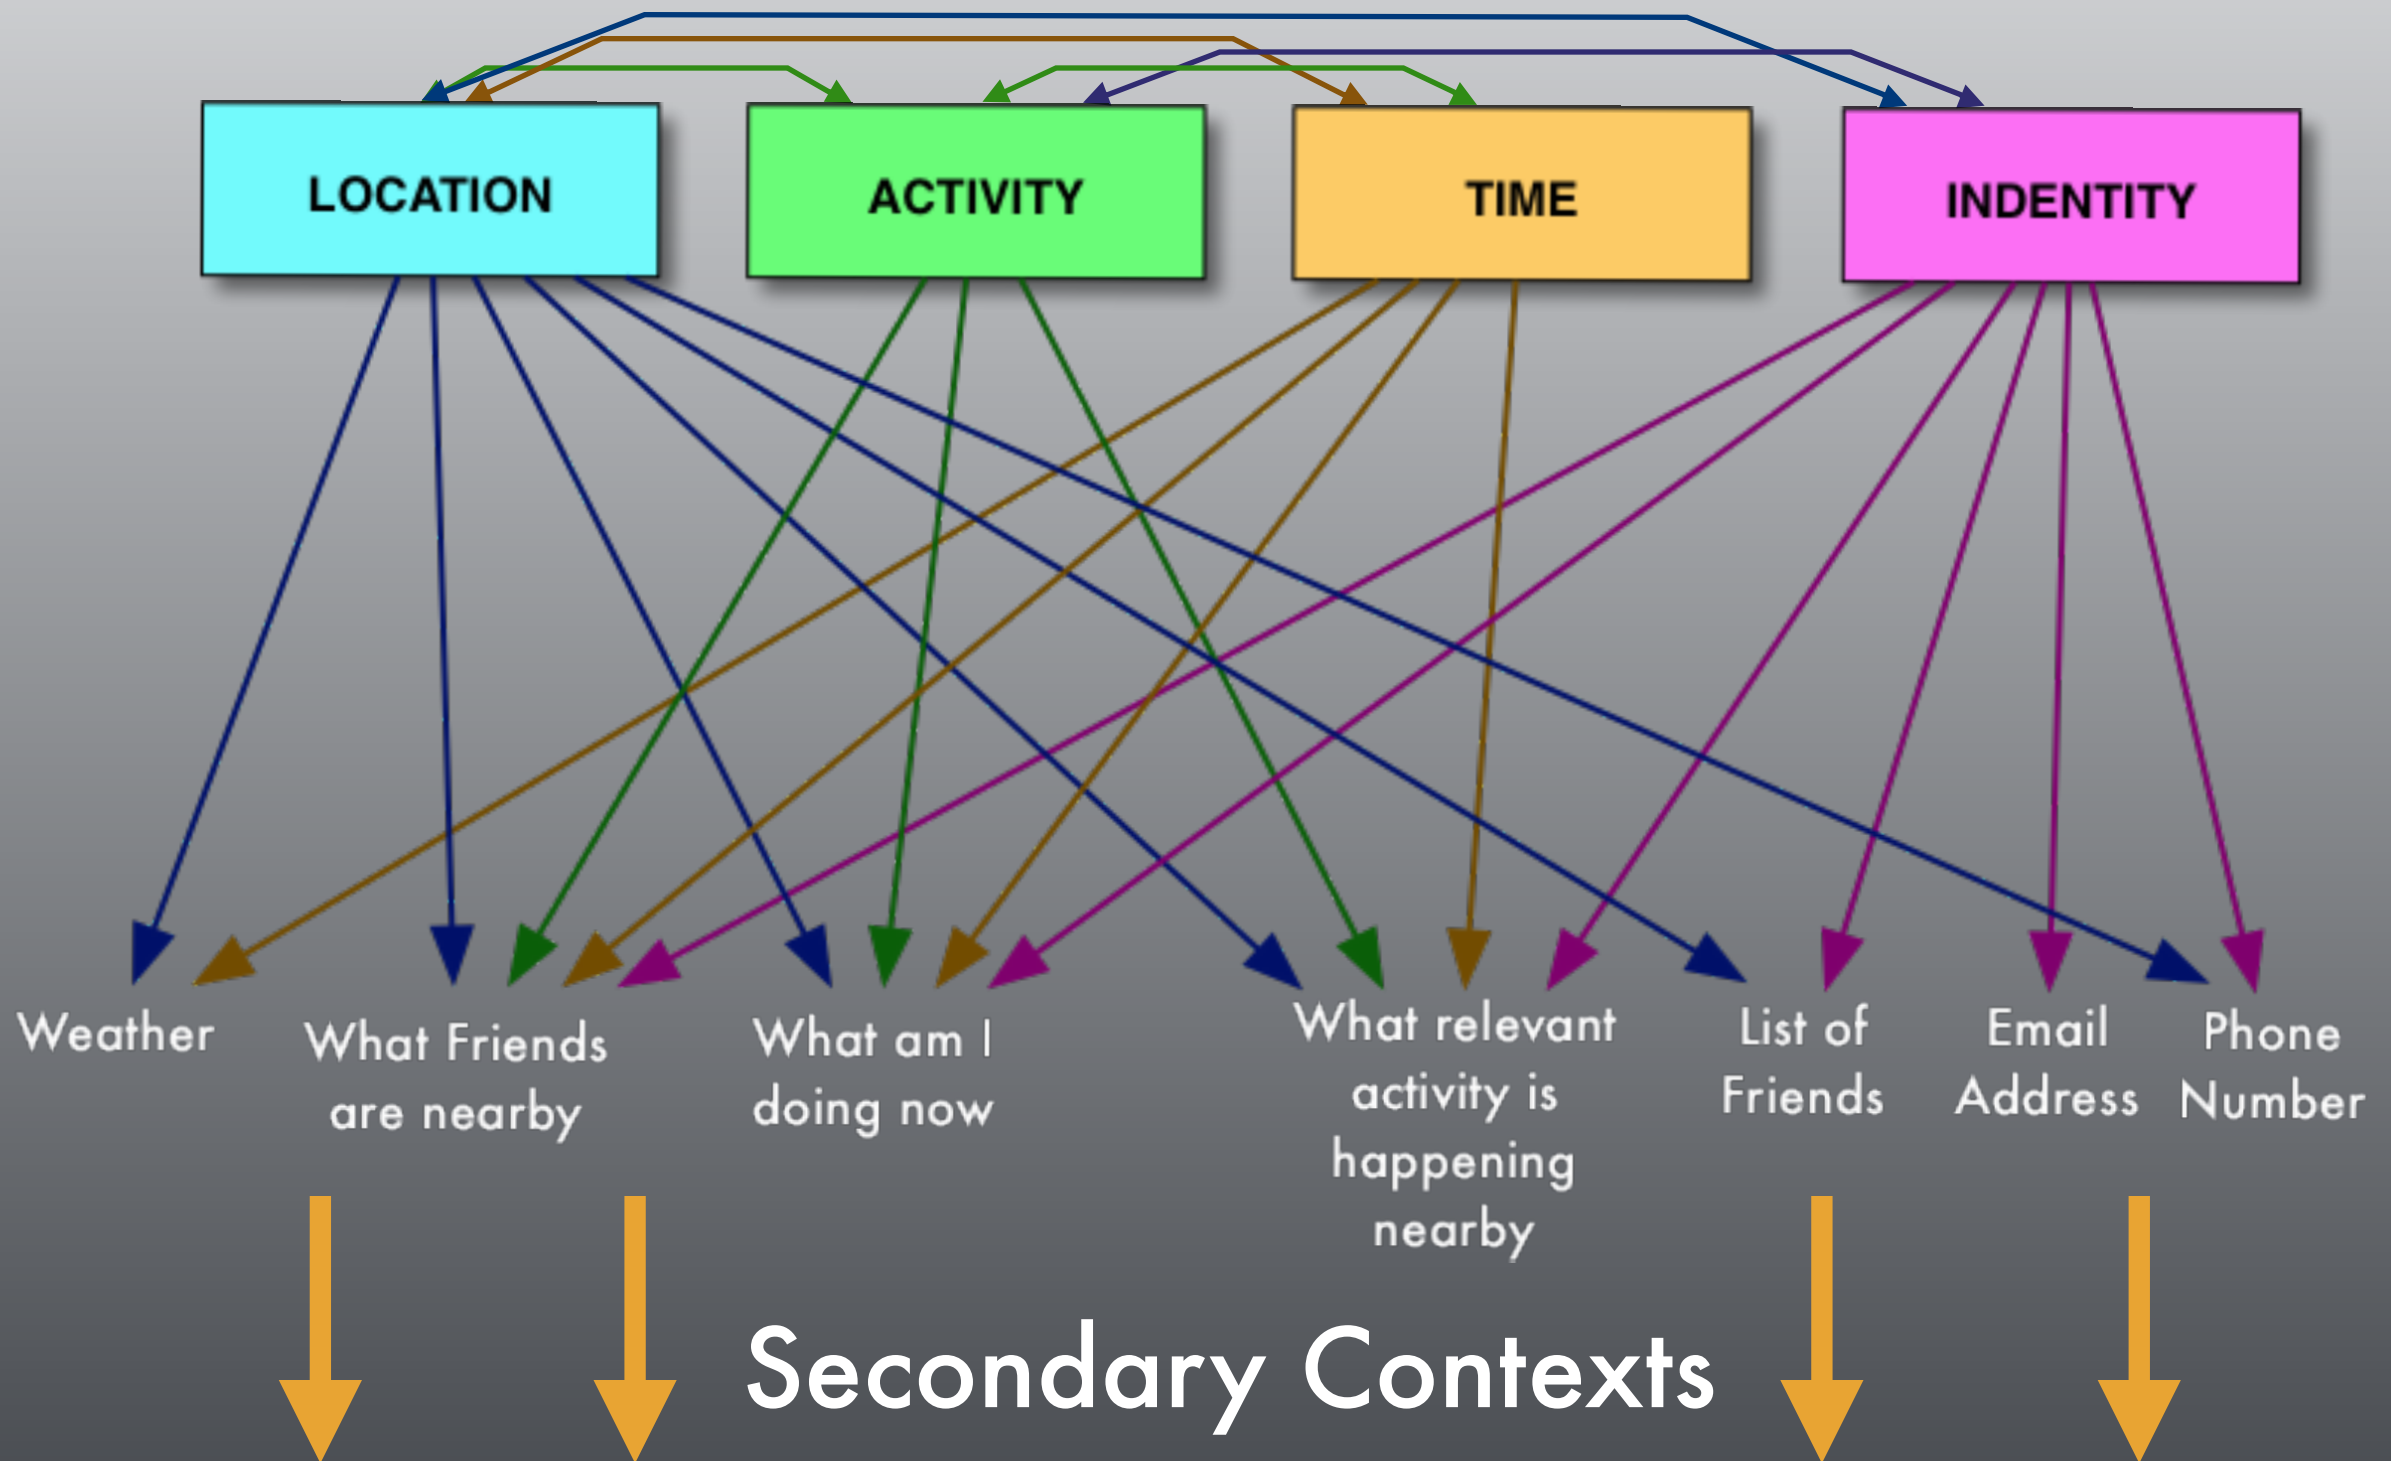 LOCATION
ACTIVITY
TIME
INDENTITY
Weather
What Friends
are nearby
What am I
doing now
What relevant
activity is
happening
nearby
List of
Friends
Email
Address
Phone
Number
Secondary Contexts